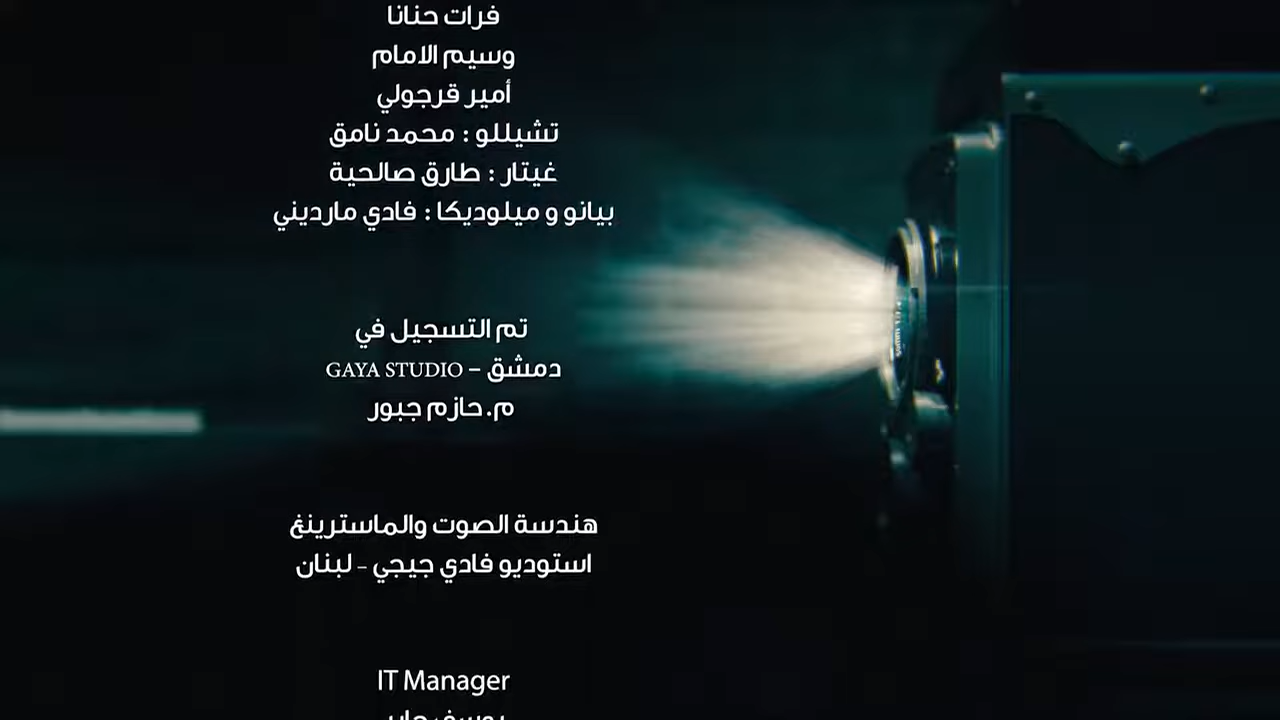 فرات حنانا
وسيم الامام
أمير قرجولي
تشيللو : محمد نامق
غيتار : طارق صالحية
بيانو و ميلوديكا : فادي مارديني
تم التسجيل في
دمشق – GAYA STUDIO
م.حازم جبور
هندسة الصوت والماسترينغ
استوديو فادي جيجي - لبنان
IT Manager